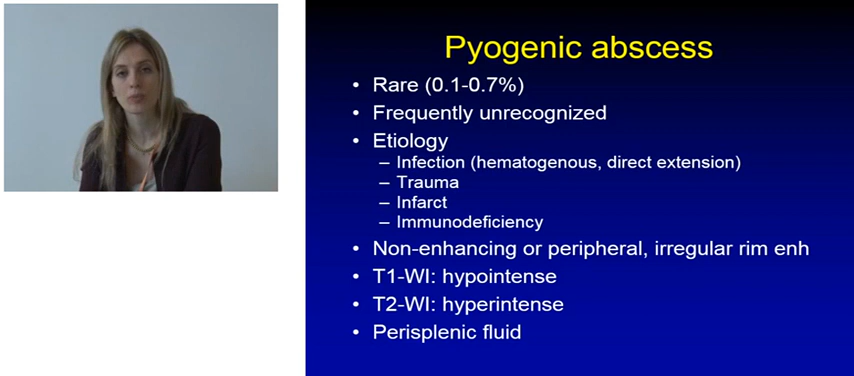 Pyogenic abscess
• Rare (0.1-0.7%)
• Frequently unrecognized
• Etiology
– Infection (hematogenous, direct extension)
– Trauma
– Infarct
– Immunodeficiency
• Non-enhancing or peripheral, irregular rim enh
• T1-WI: hypointense
• T2-WI: hyperintense
• Perisplenic fluid